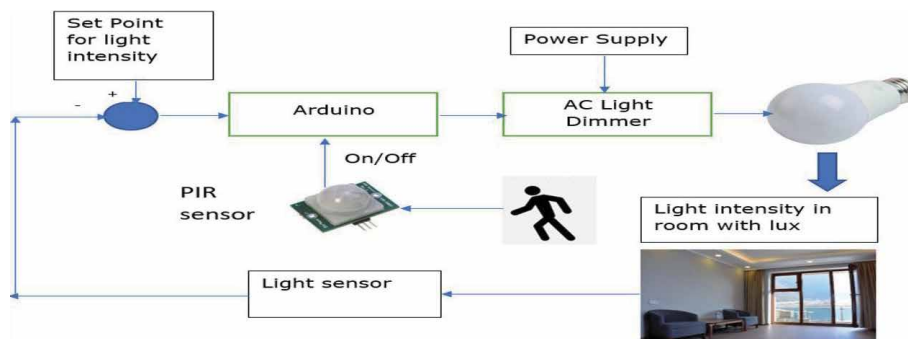 Set Point
for light
intensity
Power Supply
+
-
Arduino
AC Light
Dimmer
On/Off
PIR
sensor
Light intensity in
room with lux
Light sensor